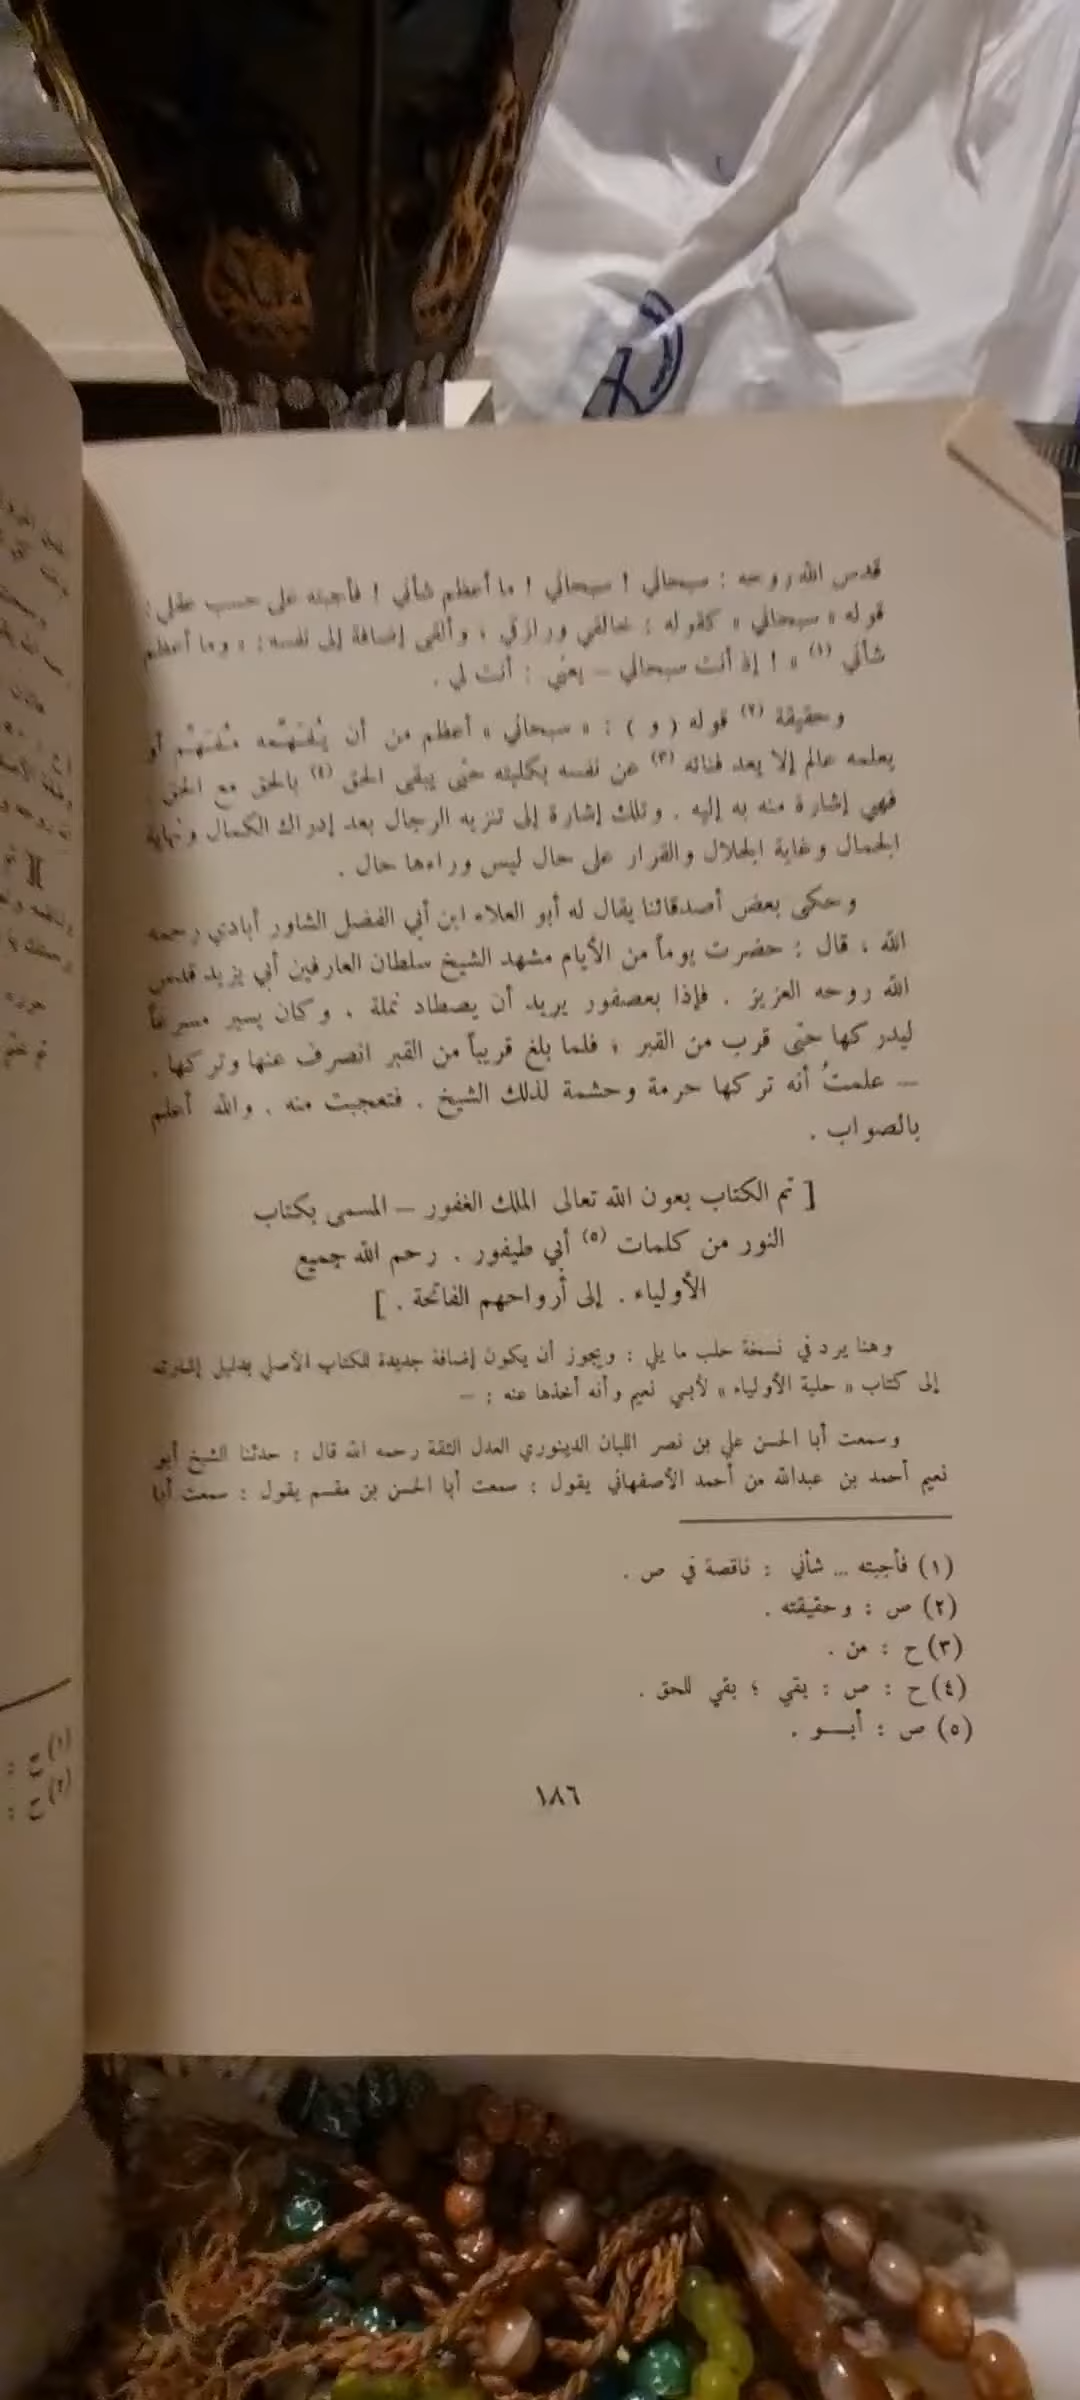 قدس الله روحه : سبحاني ! سبحاني ! ما أعظم شأني ! فأجبته على حسب عقلي :
قوله « سبحاني » كقوله : خالقي ورازقي ، وألقى إضافة إلى نفسه : « وما أعظم
شأني (١) » ! إذ أنت سبحاني – يعني : أنت لي .
وحقيقة (٢) قوله ( و ) : « سبحاني » أعظم من أن يُفهِّمه مُفهِّم أو
يعلمه عالم إلا بعد فنائه (٣) عن نفسه بكليته حتى يبقى الحق (٤) بالحق مع الحق .
فهي إشارة منه به إليه . وتلك إشارة إلى تنزيه الرجال بعد إدراك الكمال ونهاية
الجمال وغاية الجلال والقرار على حال ليس وراءها حال .
وحكى بعض أصدقائنا يقال له أبو العلاء ابن أبي الفضل الشاور أبادي رحمه
الله ، قال : حضرت يوماً من الأيام مشهد الشيخ سلطان العارفين أبي يزيد قدس
الله روحه العزيز . فإذا بعصفور يريد أن يصطاد نملة ، وكان يسير مسرعاً
ليدركها حتى قرب من القبر ؛ فلما بلغ قريباً من القبر انصرف عنها وتركها .
– علمتُ أنه تركها حرمة وحشمة لذلك الشيخ . فتعجبت منه . والله أعلم
بالصواب .
[ تم الكتاب بعون الله تعالى الملك الغفور – المسمى بكتاب
النور من كلمات (٥) أبي طيفور . رحم الله جميع
الأولياء . إلى أرواحهم الفاتحة . ]
وهنا يرد في نسخة حلب ما يلي : ويجوز أن يكون إضافة جديدة للكتاب الأصلي بدليل إشارته
إلى كتاب « حلية الأولياء » لأبي نعيم وأنه أخذها عنه : –
وسمعت أبا الحسن علي بن نصر اللبان الدينوري العدل الثقة رحمه الله قال : حدثنا الشيخ أبو
نعيم أحمد بن عبدالله من أحمد الأصفهاني يقول : سمعت أبا الحسن بن مقسم يقول : سمعت أبا
(١) فأجبته ... شأني : ناقصة في ص .
(٢) ص : وحقيقته .
(٣) ح : من .
(٤) ح : ص : بقي ؛ بقي للحق .
(٥) ص : أبـــو .
١٨٦